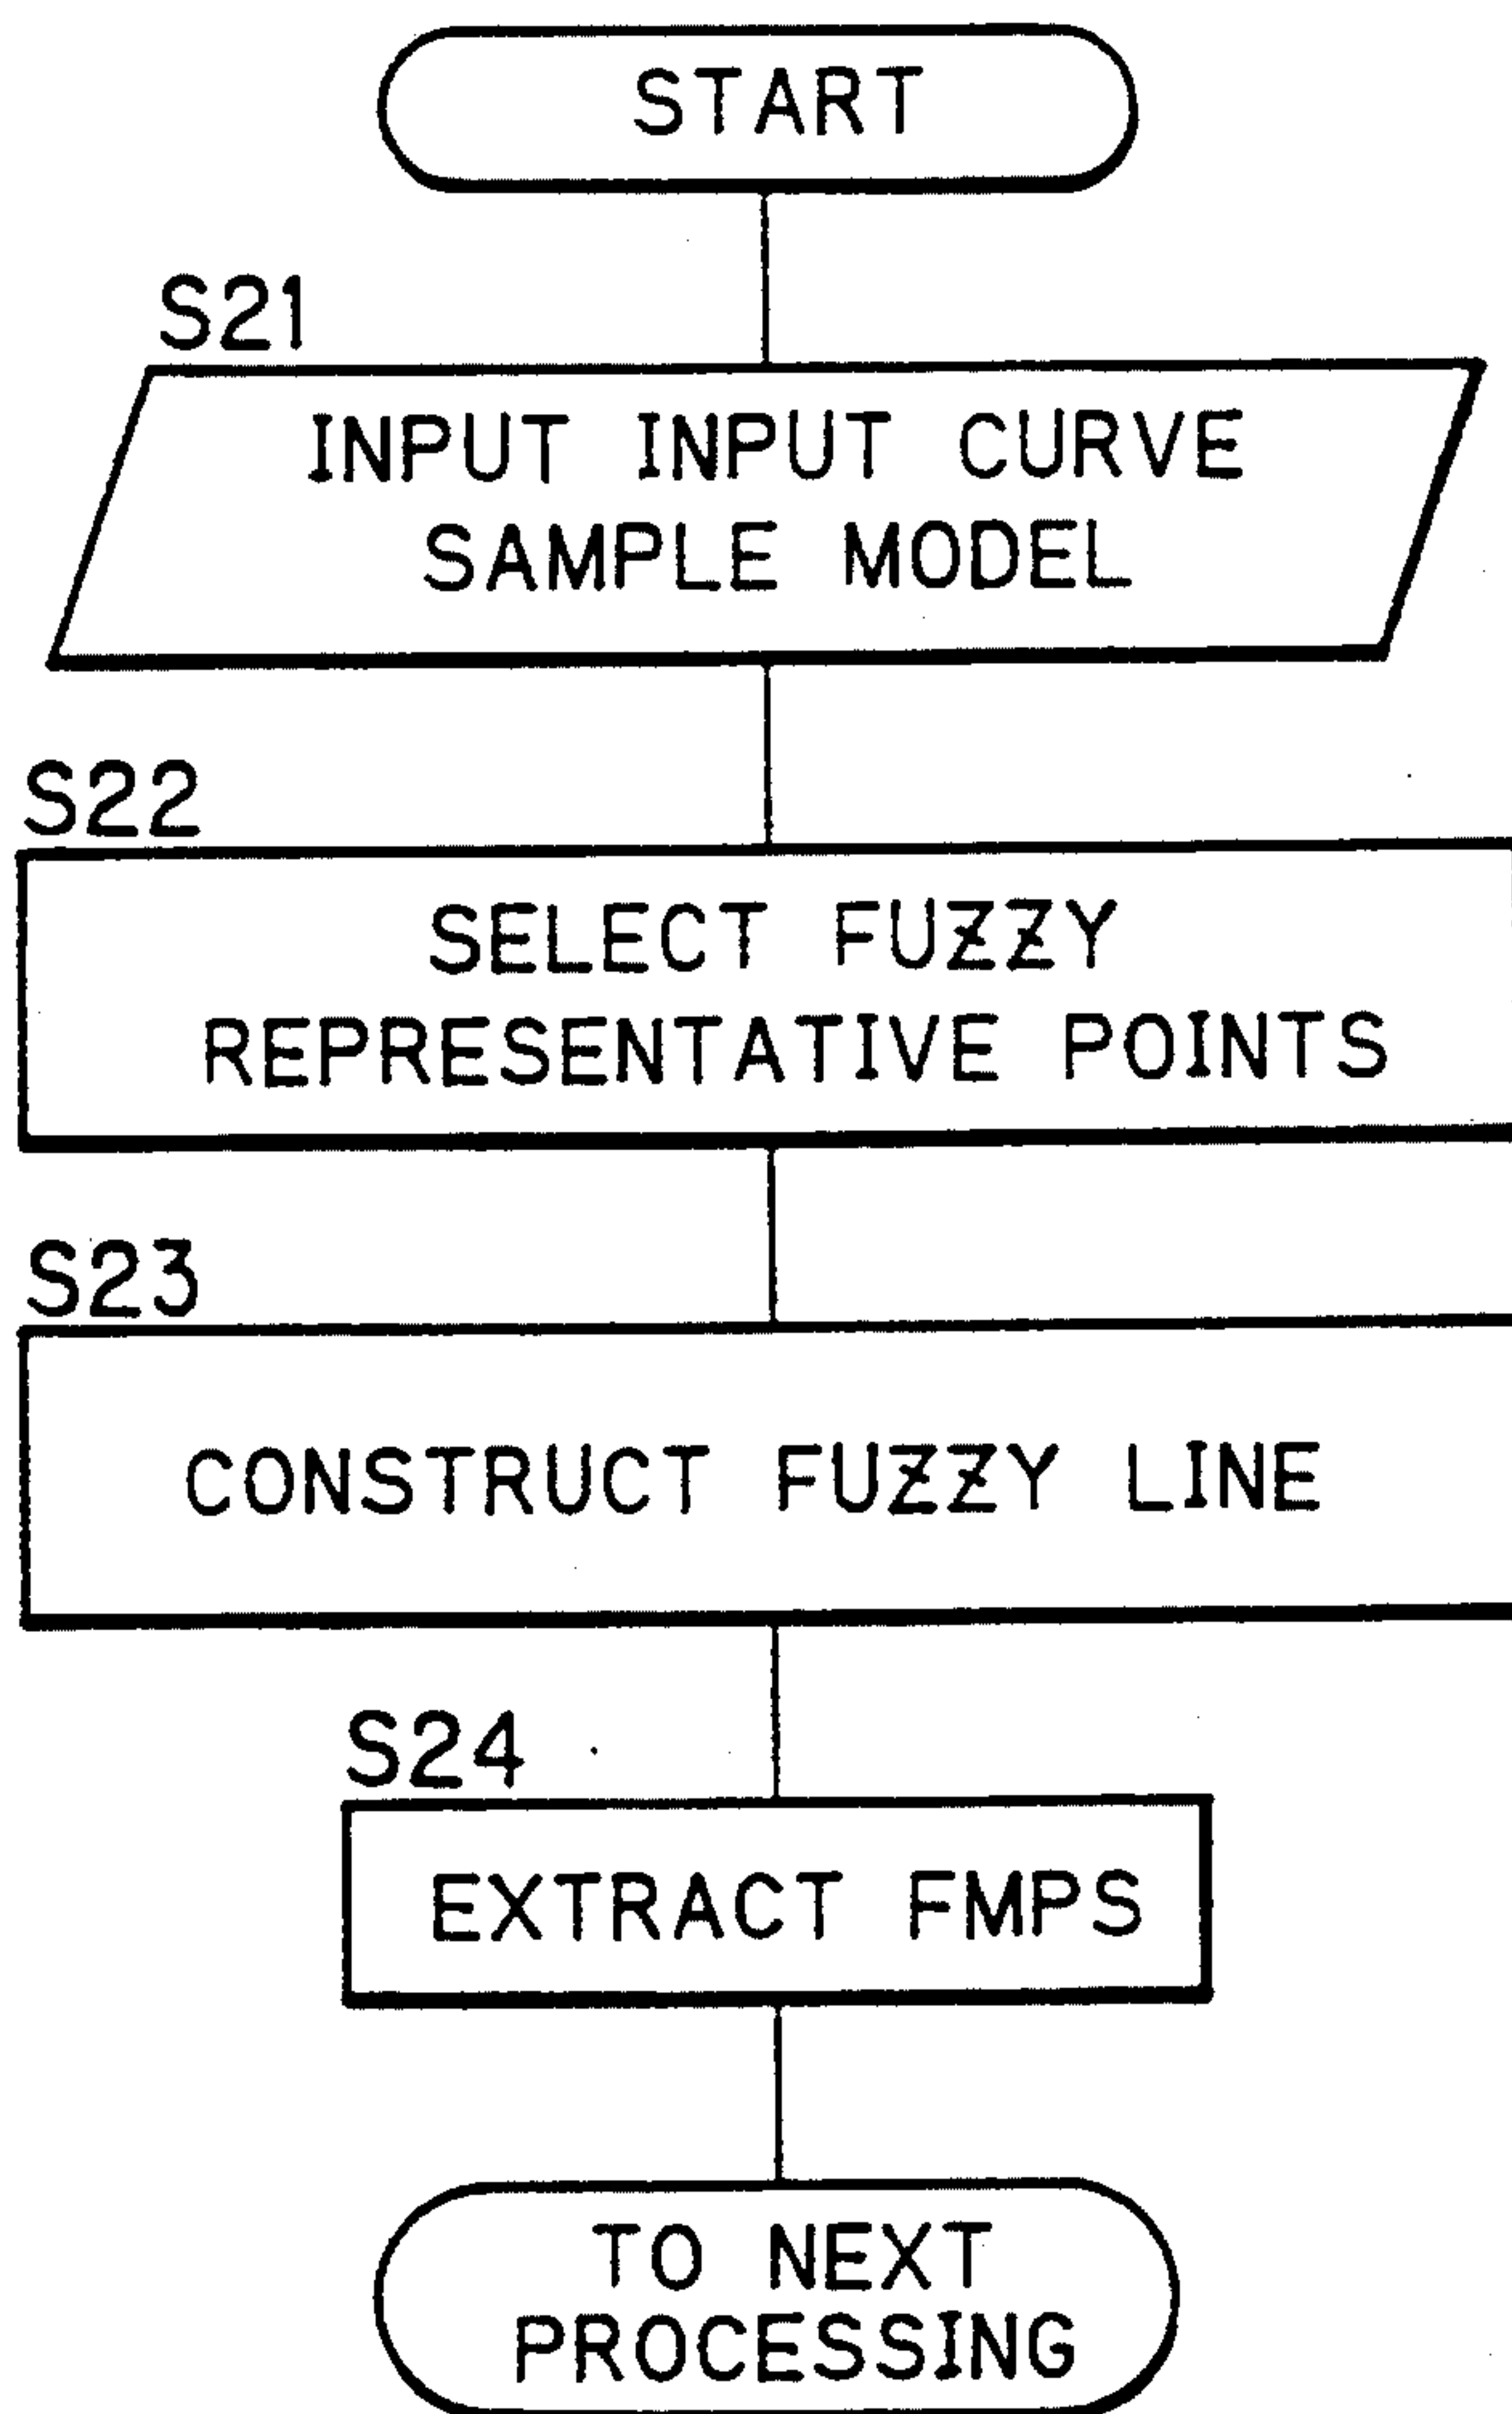 START
S21
INPUT INPUT CURVE
SAMPLE MODEL
S22
SELECT FUZZY
REPRESENTATIVE POINTS
S23
CONSTRUCT FUZZY LINE
S24
EXTRACT FMPS
TO NEXT
PROCESSING